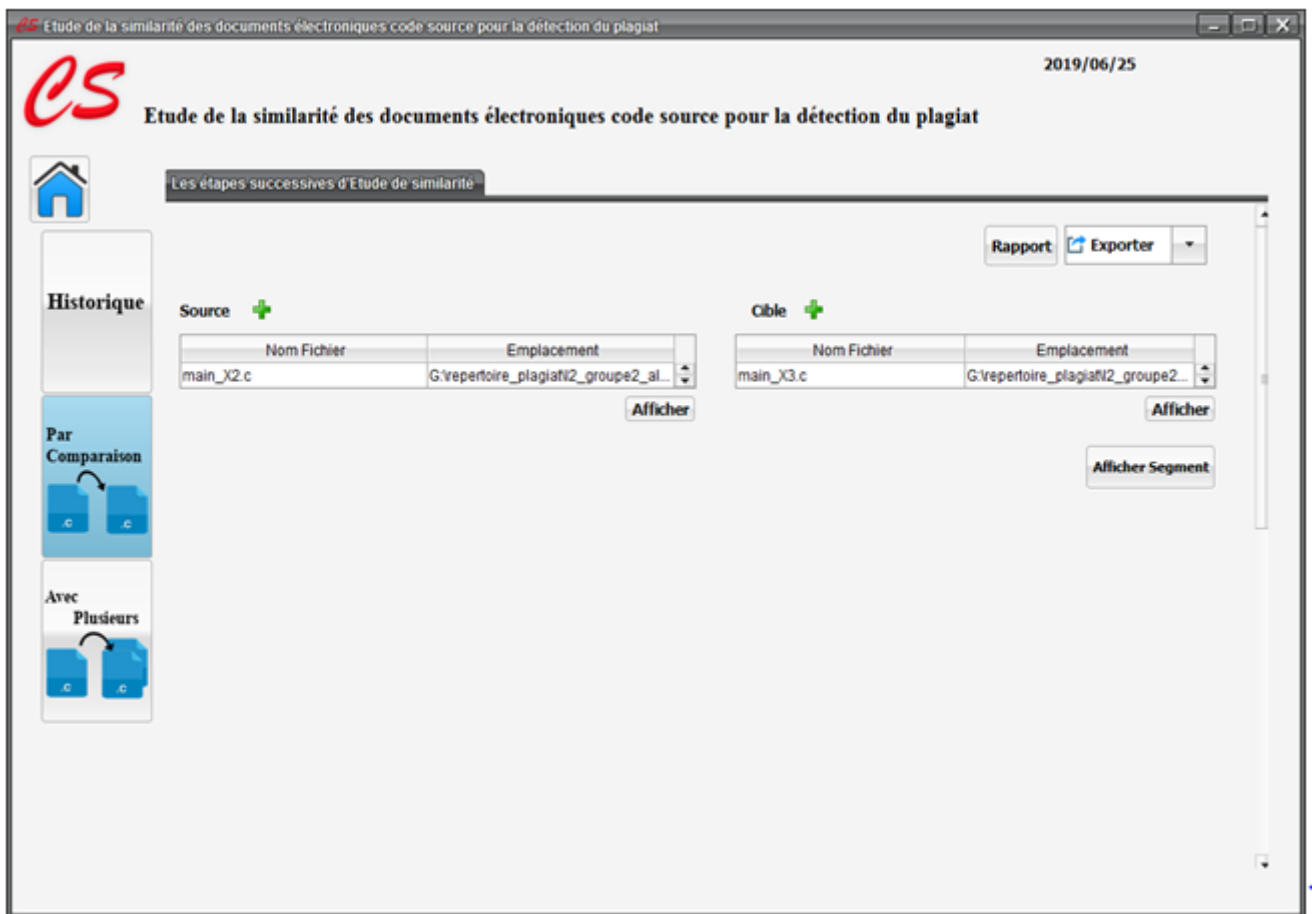 CS Etude de la similarité des documents électroniques code source pour la détection du plagiat
2019/06/25
CS
Etude de la similarité des documents électroniques code source pour la détection du plagiat
Les étapes successives d'Etude de similarité
Rapport Exporter
Historique
Source Cible
Nom Fichier Emplacement Nom Fichier Emplacement
main_X2.c G:\repertoire_plagiat\l2_groupe2_al... main_X3.c G:\repertoire_plagiat\l2_groupe2...
Afficher Afficher
Par
Comparaison
Afficher Segment
.c .c
Avec
Plusieurs
.c .c